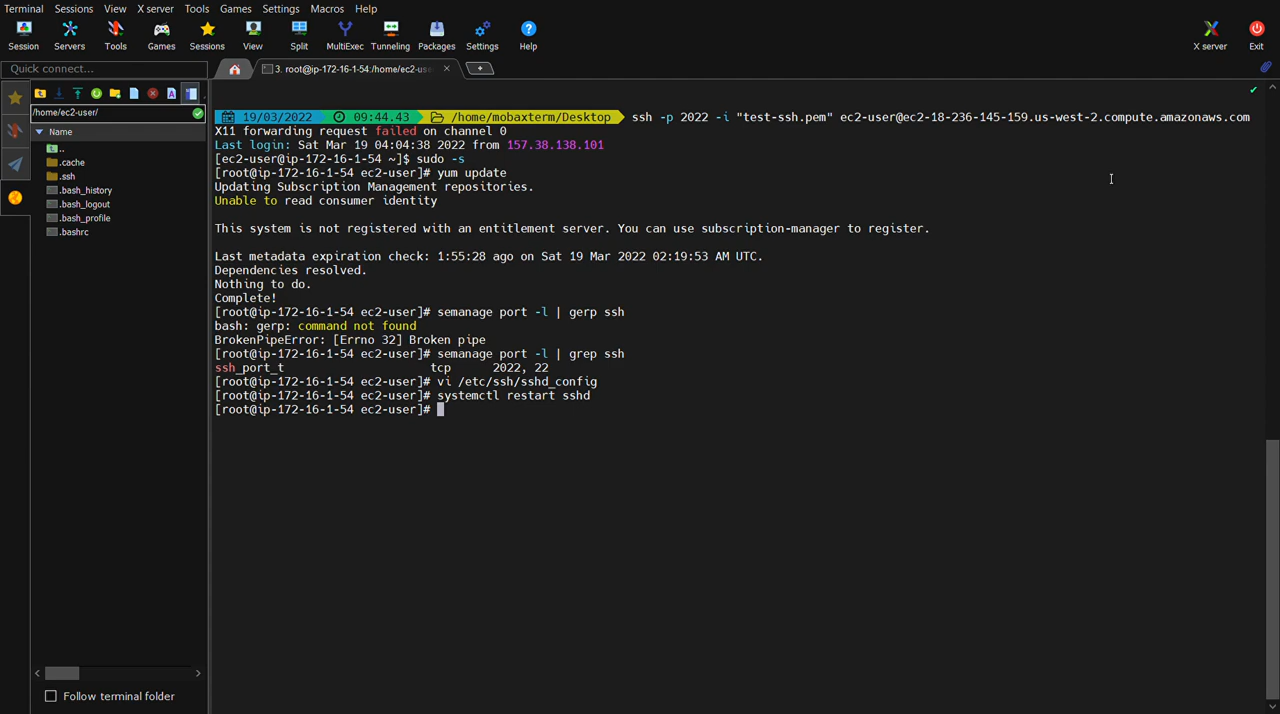 Terminal Sessions View X server Tools Games Settings Macros Help
Session Servers Tools Games Sessions View Split MultiExec Tunneling Packages Settings Help X server Exit
Quick connect...
3. root@ip-172-16-1-54:/home/ec2-us
/home/ec2-user/
Name
..
.cache
.ssh
.bash_history
.bash_logout
.bash_profile
.bashrc
Follow terminal folder
19/03/2022 09:44.43 /home/mobaxterm/Desktop ssh -p 2022 -i "test-ssh.pem" ec2-user@ec2-18-236-145-159.us-west-2.compute.amazonaws.com
X11 forwarding request failed on channel 0
Last login: Sat Mar 19 04:04:38 2022 from 157.38.138.101
[ec2-user@ip-172-16-1-54 ~]$ sudo -s
[root@ip-172-16-1-54 ec2-user]# yum update
Updating Subscription Management repositories.
Unable to read consumer identity
This system is not registered with an entitlement server. You can use subscription-manager to register.
Last metadata expiration check: 1:55:28 ago on Sat 19 Mar 2022 02:19:53 AM UTC.
Dependencies resolved.
Nothing to do.
Complete!
[root@ip-172-16-1-54 ec2-user]# semanage port -l | gerp ssh
bash: gerp: command not found
BrokenPipeError: [Errno 32] Broken pipe
[root@ip-172-16-1-54 ec2-user]# semanage port -l | grep ssh
ssh_port_t tcp 2022, 22
[root@ip-172-16-1-54 ec2-user]# vi /etc/ssh/sshd_config
[root@ip-172-16-1-54 ec2-user]# systemctl restart sshd
[root@ip-172-16-1-54 ec2-user]#